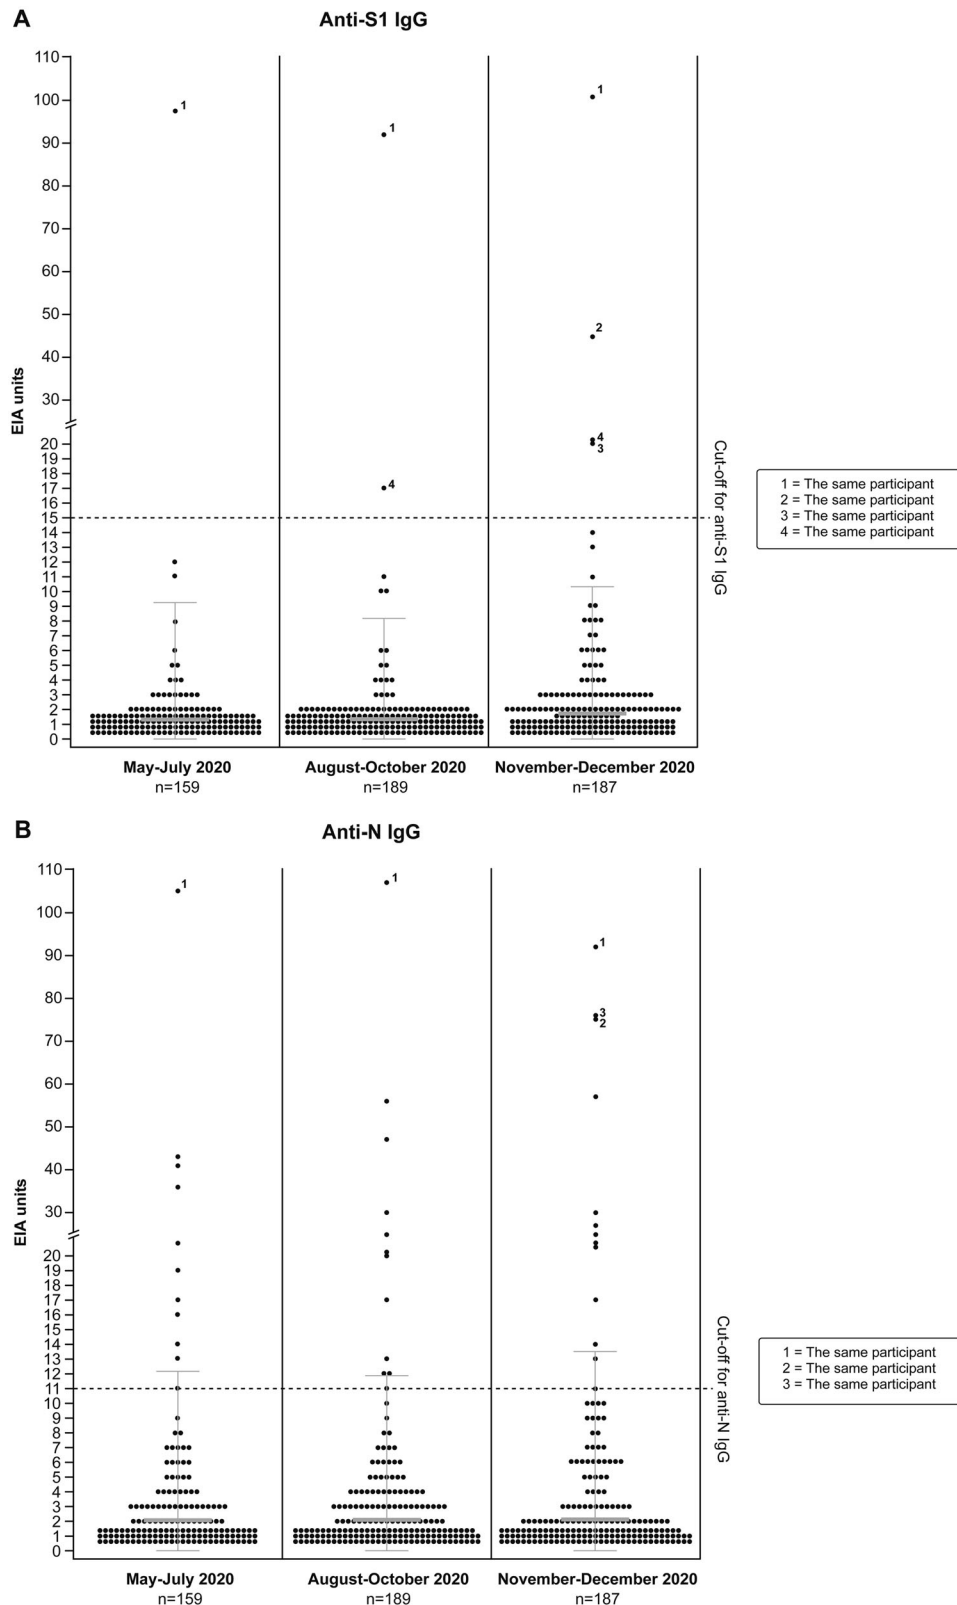 A
Anti-S1 IgG
110
100
90
80
70
60
50
40
30
20
19
18
17
16
15
14
13
12
11
10
9
8
7
6
5
4
3
2
1
0
EIA units
1
1
4
1
2
4
3
Cut-off for anti-S1 IgG
1 = The same participant
2 = The same participant
3 = The same participant
4 = The same participant
May-July 2020
n=159
August-October 2020
n=189
November-December 2020
n=187
B
Anti-N IgG
110
100
90
80
70
60
50
40
30
20
19
18
17
16
15
14
13
12
11
10
9
8
7
6
5
4
3
2
1
0
EIA units
1
1
1
3
2
Cut-off for anti-N IgG
1 = The same participant
2 = The same participant
3 = The same participant
May-July 2020
n=159
August-October 2020
n=189
November-December 2020
n=187